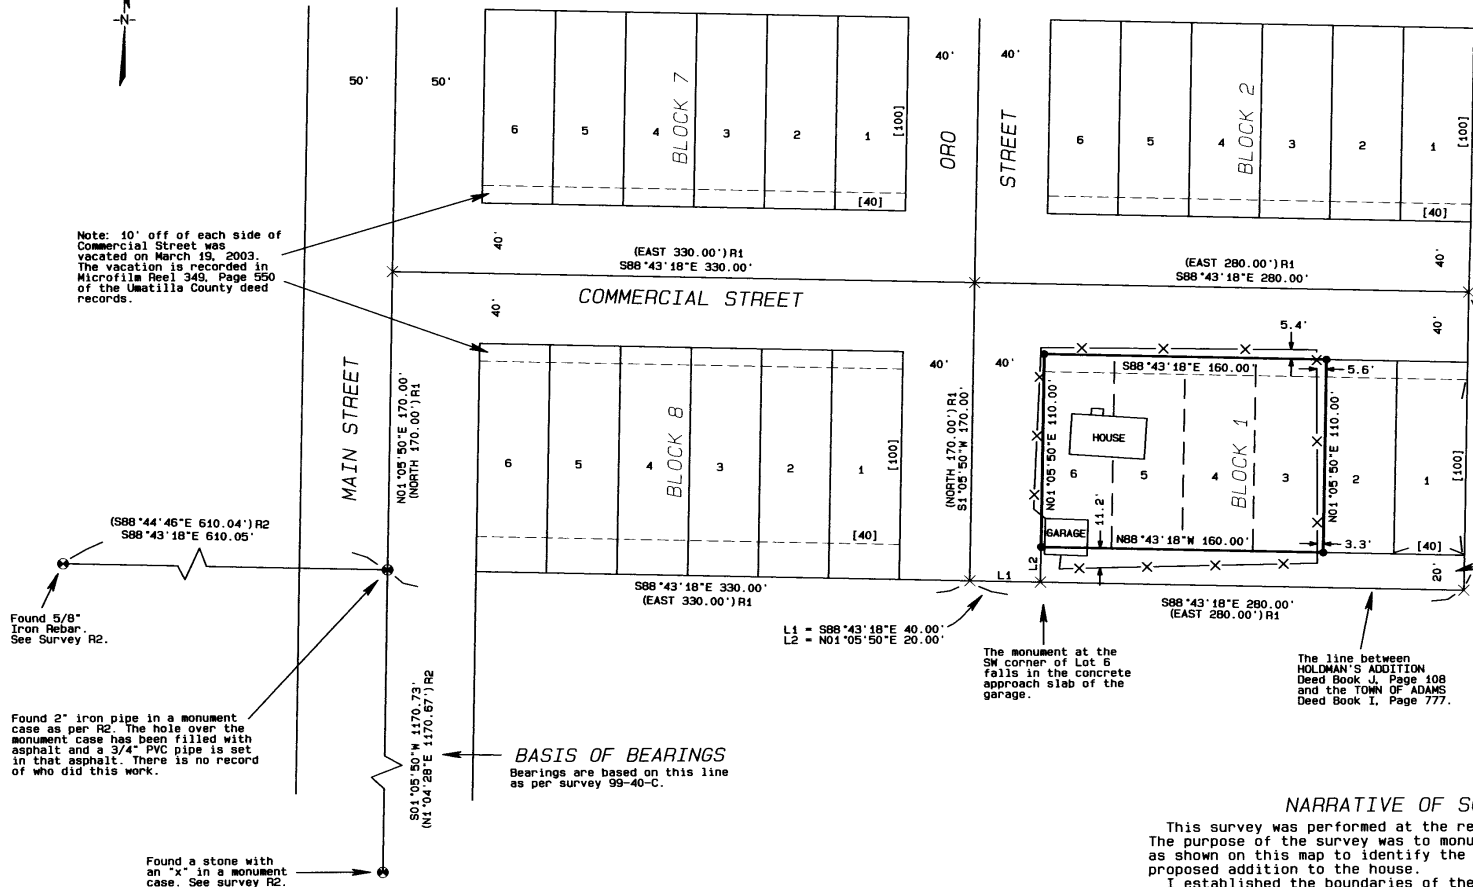 -N-
50'
50'
6
5
4
3
2
1
BLOCK 7
[100]
[40]
40'
40'
ORO
STREET
6
5
4
3
2
1
BLOCK 2
[100]
[40]
Note: 10' off of each side of
Commercial Street was
vacated on March 19, 2003.
The vacation is recorded in
Microfilm Reel 349, Page 550
of the Umatilla County deed
records.
40'
(EAST 330.00')R1
S88°43'18"E 330.00'
(EAST 280.00')R1
S88°43'18"E 280.00'
40'
40'
COMMERCIAL STREET
40'
MAIN STREET
N01°05'50"E 170.00'
(NORTH 170.00')R1
6
5
4
3
2
1
BLOCK 8
[100]
[40]
40'
40'
(NORTH 170.00')R1
S1°05'50"W 170.00'
5.4'
S88°43'18"E 160.00'
5.6'
N01°05'50"E 110.00'
HOUSE
6
5
4
3
2
1
BLOCK 1
N01°05'50"E 110.00'
[100]
11.2'
GARAGE
N88°43'18"W 160.00'
3.3'
[40]
20'
(S88°44'46"E 610.04')R2
S88°43'18"E 610.05'
S88°43'18"E 330.00'
(EAST 330.00')R1
L1
L2
S88°43'18"E 280.00'
(EAST 280.00')R1
L1 = S88°43'18"E 40.00'
L2 = N01°05'50"E 20.00'
Found 5/8"
Iron Rebar.
See Survey R2.
The monument at the
SW corner of Lot 6
falls in the concrete
approach slab of the
garage.
The line between
HOLDMAN'S ADDITION
Deed Book J, Page 108
and the TOWN OF ADAMS
Deed Book I, Page 777.
Found 2" iron pipe in a monument
case as per R2. The hole over the
monument case has been filled with
asphalt and a 3/4" PVC pipe is set
in that asphalt. There is no record
of who did this work.
S01°05'50"W 1170.73'
(N1°04'28"E 1170.67')R2
BASIS OF BEARINGS
Bearings are based on this line
as per survey 99-40-C.
Found a stone with
an "x" in a monument
case. See survey R2.
NARRATIVE OF S
This survey was performed at the re
The purpose of the survey was to monu
as shown on this map to identify the
proposed addition to the house.
I established the boundaries of the